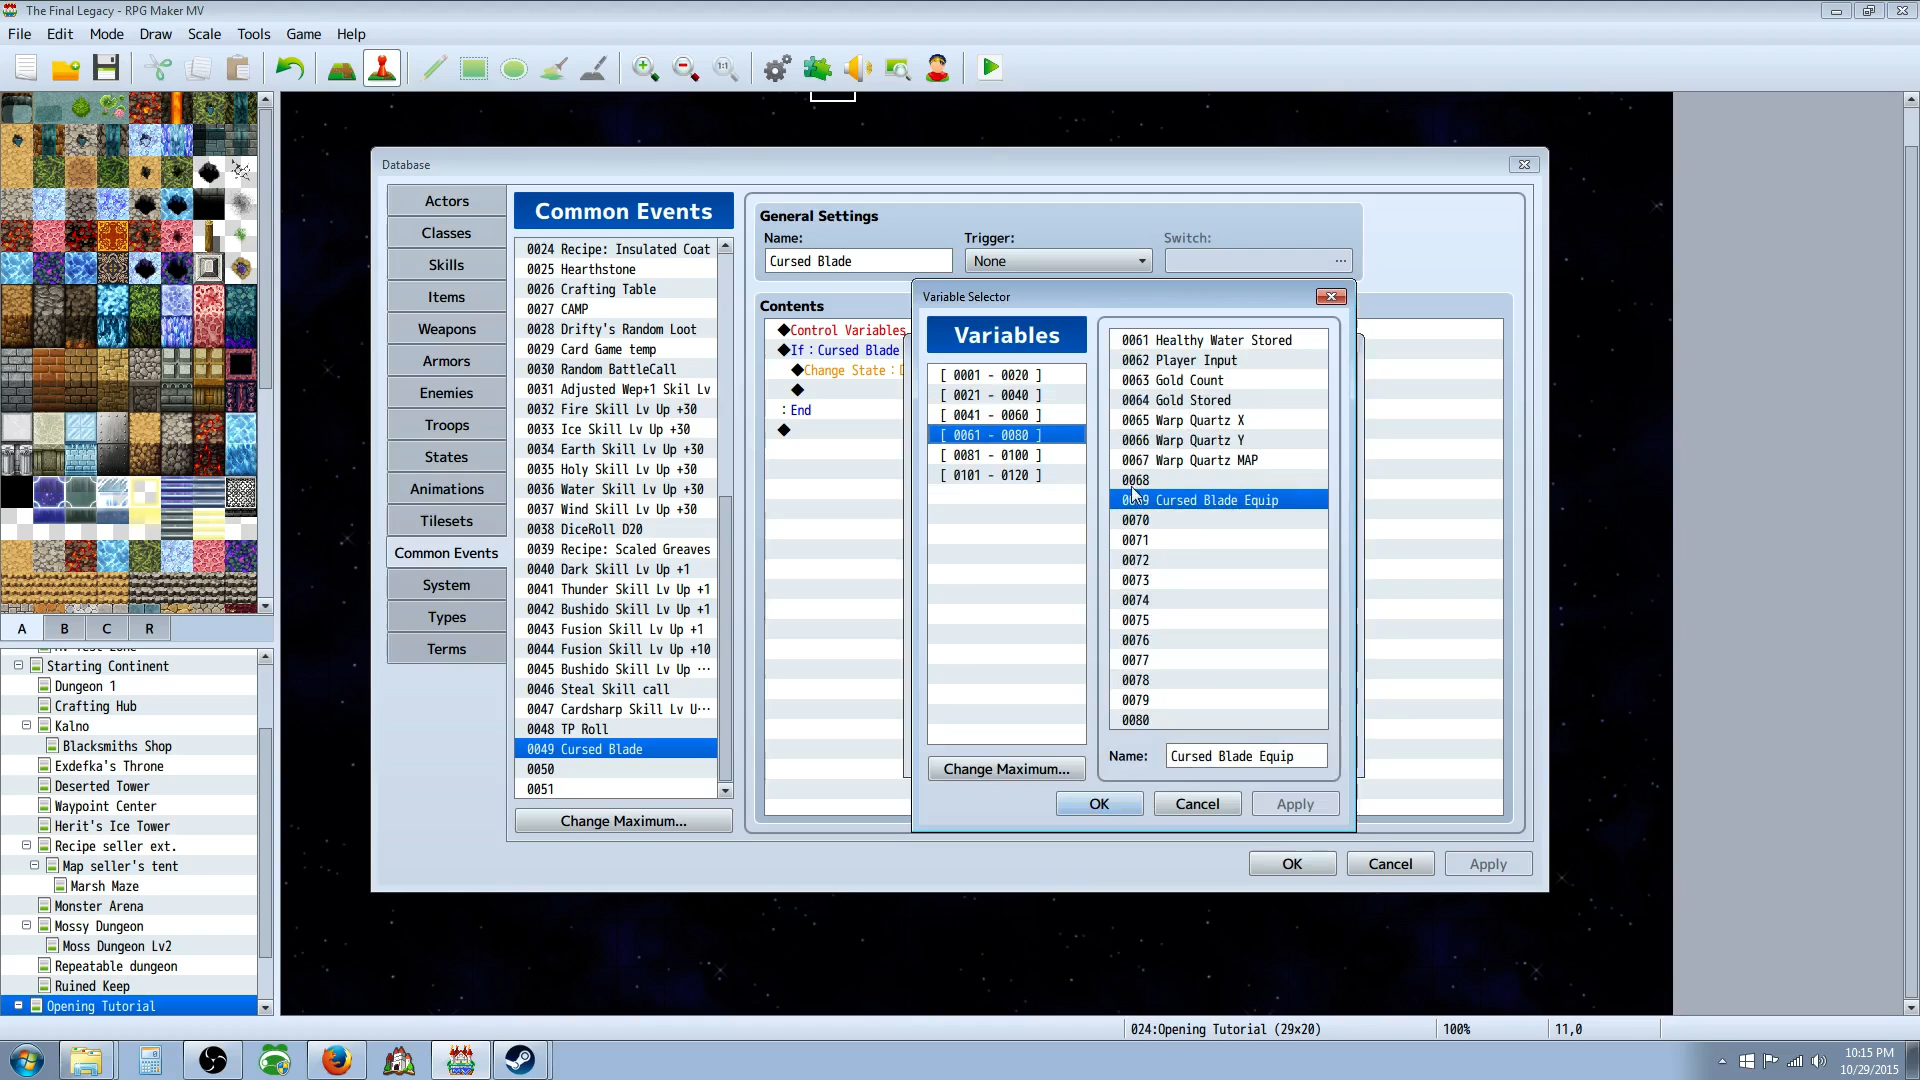 The Final Legacy - RPG Maker MV
File Edit Mode Draw Scale Tools Game Help
1:1
A B C R
Starting Continent
Dungeon 1
Crafting Hub
Kalno
Blacksmiths Shop
Exdefka's Throne
Deserted Tower
Waypoint Center
Herit's Ice Tower
Recipe seller ext.
Map seller's tent
Marsh Maze
Monster Arena
Mossy Dungeon
Moss Dungeon Lv2
Repeatable dungeon
Ruined Keep
Opening Tutorial
Database
Actors
Classes
Skills
Items
Weapons
Armors
Enemies
Troops
States
Animations
Tilesets
Common Events
System
Types
Terms
Common Events
0024 Recipe: Insulated Coat
0025 Hearthstone
0026 Crafting Table
0027 CAMP
0028 Drifty's Random Loot
0029 Card Game temp
0030 Random BattleCall
0031 Adjusted Wep+1 Skil Lv
0032 Fire Skill Lv Up +30
0033 Ice Skill Lv Up +30
0034 Earth Skill Lv Up +30
0035 Holy Skill Lv Up +30
0036 Water Skill Lv Up +30
0037 Wind Skill Lv Up +30
0038 DiceRoll D20
0039 Recipe: Scaled Greaves
0040 Dark Skill Lv Up +1
0041 Thunder Skill Lv Up +1
0042 Bushido Skill Lv Up +1
0043 Fusion Skill Lv Up +1
0044 Fusion Skill Lv Up +10
0045 Bushido Skill Lv Up ⋯
0046 Steal Skill call
0047 Cardsharp Skill Lv U⋯
0048 TP Roll
0049 Cursed Blade
0050
0051
Change Maximum...
General Settings
Name: Trigger: Switch:
Cursed Blade None ...
Contents
◆Control Variables
◆If : Cursed Blade
◆Change State :
◆
: End
◆
Variable Selector
Variables
[ 0001 - 0020 ]
[ 0021 - 0040 ]
[ 0041 - 0060 ]
[ 0061 - 0080 ]
[ 0081 - 0100 ]
[ 0101 - 0120 ]
Change Maximum...
0061 Healthy Water Stored
0062 Player Input
0063 Gold Count
0064 Gold Stored
0065 Warp Quartz X
0066 Warp Quartz Y
0067 Warp Quartz MAP
0068
Cursed Blade Equip
0070
0071
0072
0073
0074
0075
0076
0077
0078
0079
0080
Name: Cursed Blade Equip
OK Cancel Apply
OK Cancel Apply
024:Opening Tutorial (29x20) 100% 11,0
10:15 PM
10/29/2015